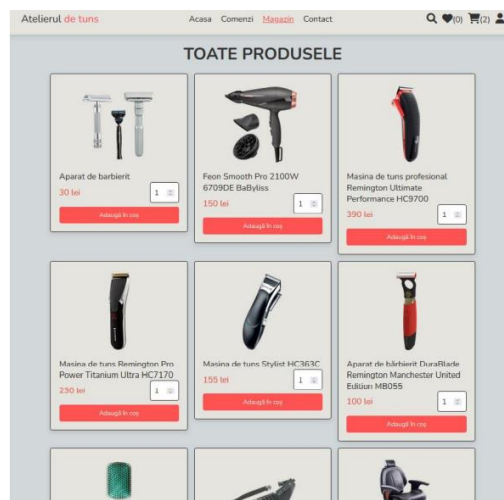 Atelierul de tuns
Acasa Comenzi Magazin Contact
(0) (2)
TOATE PRODUSELE
Aparat de barbierit
30 lei
1
Adaugă în coș
Feon Smooth Pro 2100W
6709DE BaByliss
150 lei
1
Adaugă în coș
Masina de tuns profesional
Remington Ultimate
Performance HC9700
390 lei
1
Adaugă în coș
Masina de tuns Remington Pro
Power Titanium Ultra HC7170
230 lei
1
Adaugă în coș
Masina de tuns Stylist HC363C
155 lei
1
Adaugă în coș
Aparat de bărbierit DuraBlade
Remington Manchester United
Edition MB055
100 lei
1
Adaugă în coș